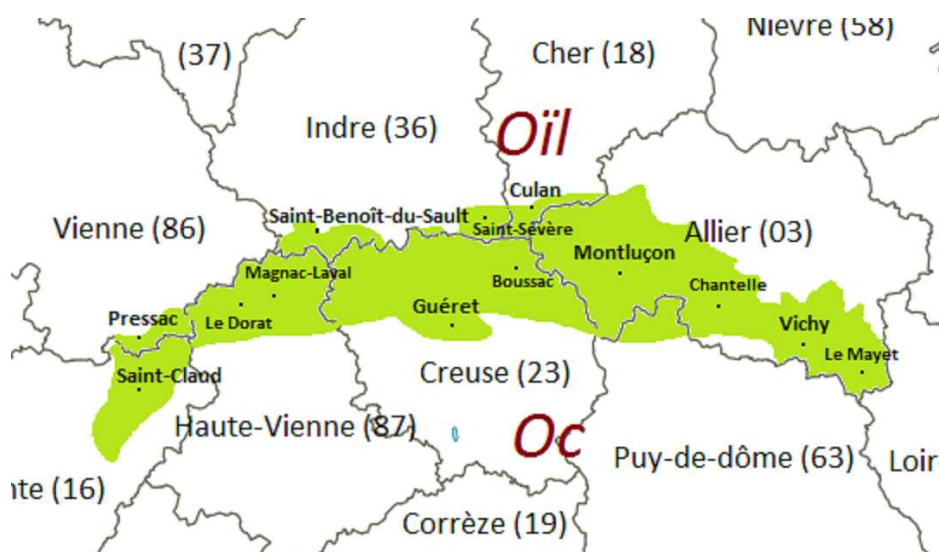 Nièvre (58)
(37)
Cher (18)
Indre (36)
Oïl
Culan
Saint-Benoît-du-Sault
Saint-Sévère
Vienne (86)
Allier (03)
Montluçon
Magnac-Laval
Boussac
Chantelle
Guéret
Pressac
Le Dorat
Vichy
Le Mayet
Saint-Claud
Creuse (23)
Haute-Vienne (87)
Oc
Puy-de-dôme (63)
Loir
nte (16)
Corrèze (19)